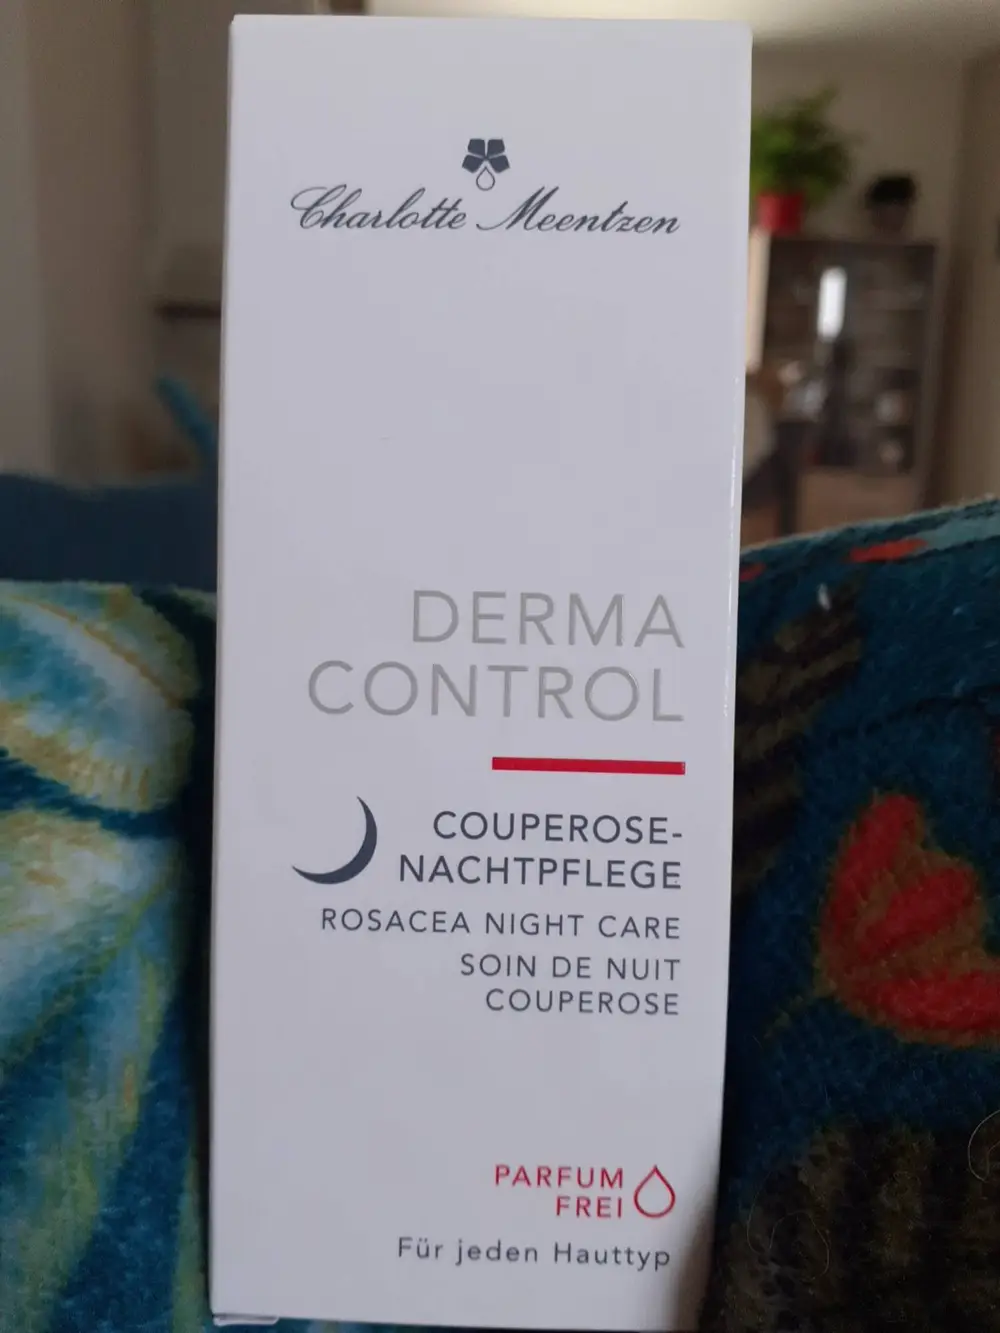 Charlotte Meentzen
DERMA
CONTROL
COUPEROSE-
NACHTPFLEGE
ROSACEA NIGHT CARE
SOIN DE NUIT
COUPEROSE
PARFUM
FREI
Für jeden Hauttyp